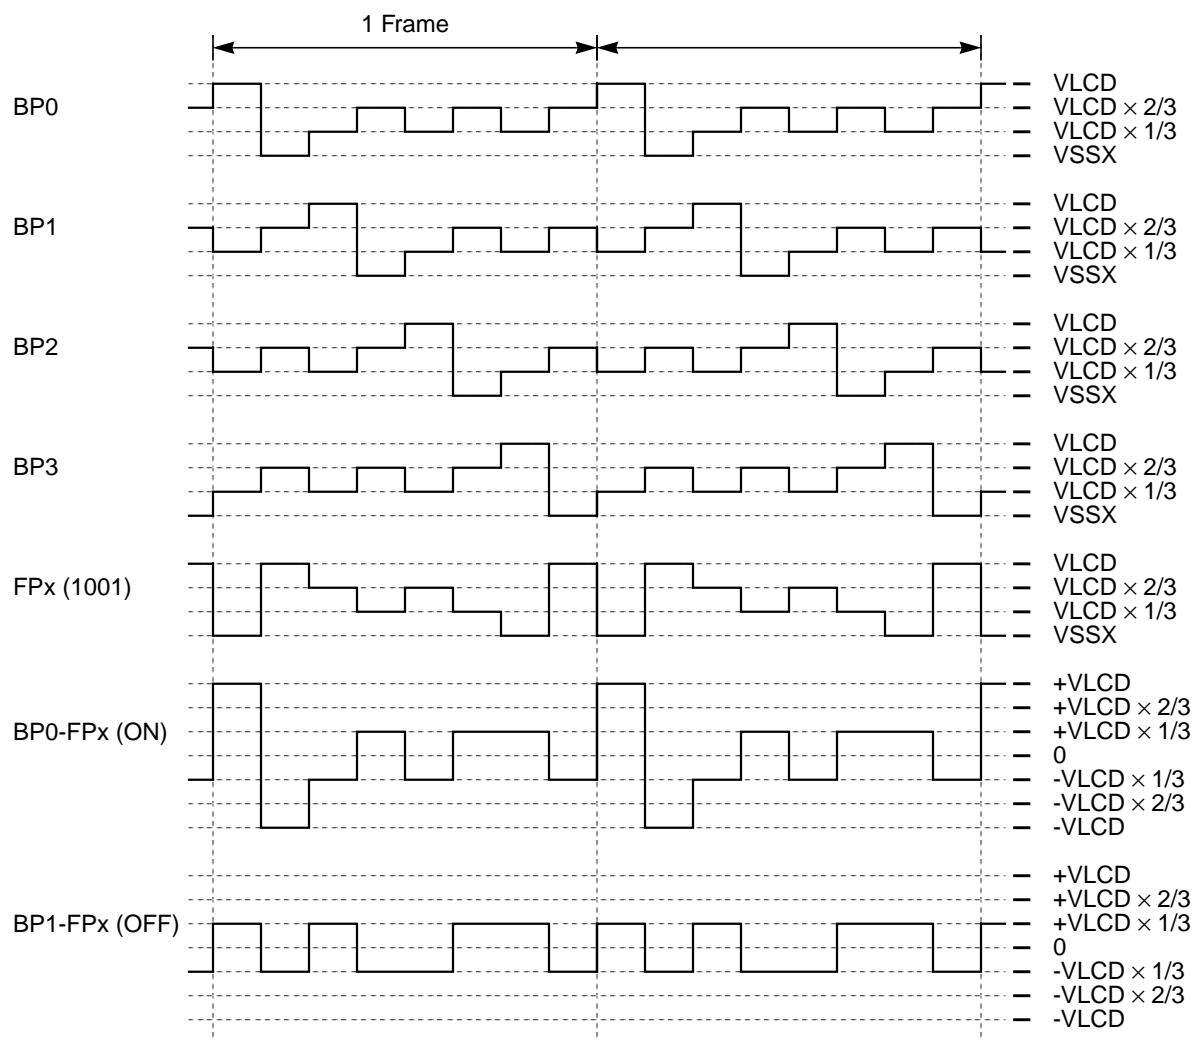 1 Frame
BP0
VLCD
VLCD × 2/3
VLCD × 1/3
VSSX
BP1
VLCD
VLCD × 2/3
VLCD × 1/3
VSSX
BP2
VLCD
VLCD × 2/3
VLCD × 1/3
VSSX
BP3
VLCD
VLCD × 2/3
VLCD × 1/3
VSSX
FPx (1001)
VLCD
VLCD × 2/3
VLCD × 1/3
VSSX
BP0-FPx (ON)
+VLCD
+VLCD × 2/3
+VLCD × 1/3
0
-VLCD × 1/3
-VLCD × 2/3
-VLCD
BP1-FPx (OFF)
+VLCD
+VLCD × 2/3
+VLCD × 1/3
0
-VLCD × 1/3
-VLCD × 2/3
-VLCD